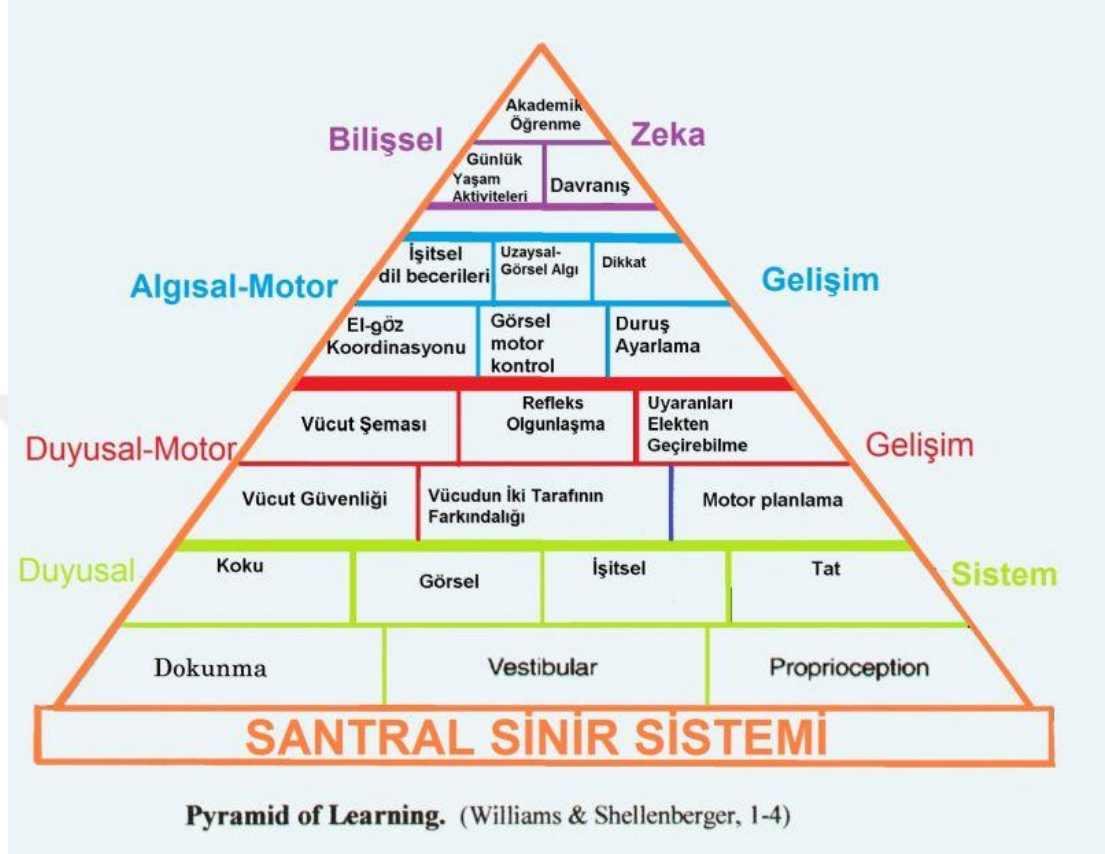 Akademik
Öğrenme
Bilişsel
Zeka
Günlük
Yaşam
Aktiviteleri
Davranış
İşitsel
dil becerileri
Uzaysal-
Görsel Algı
Dikkat
Algısal-Motor
Gelişim
El-göz
Koordinasyonu
Görsel
motor
kontrol
Duruş
Ayarlama
Vücut Şeması
Refleks
Olgunlaşma
Uyaranları
Elekten
Geçirebilme
Duyusal-Motor
Gelişim
Vücut Güvenliği
Vücudun İki Tarafının
Farkındalığı
Motor planlama
Duyusal
Koku
Görsel
İşitsel
Tat
Sistem
Dokunma
Vestibular
Proprioception
SANTRAL SİNİR SİSTEMİ
Pyramid of Learning. (Williams & Shellenberger, 1-4)